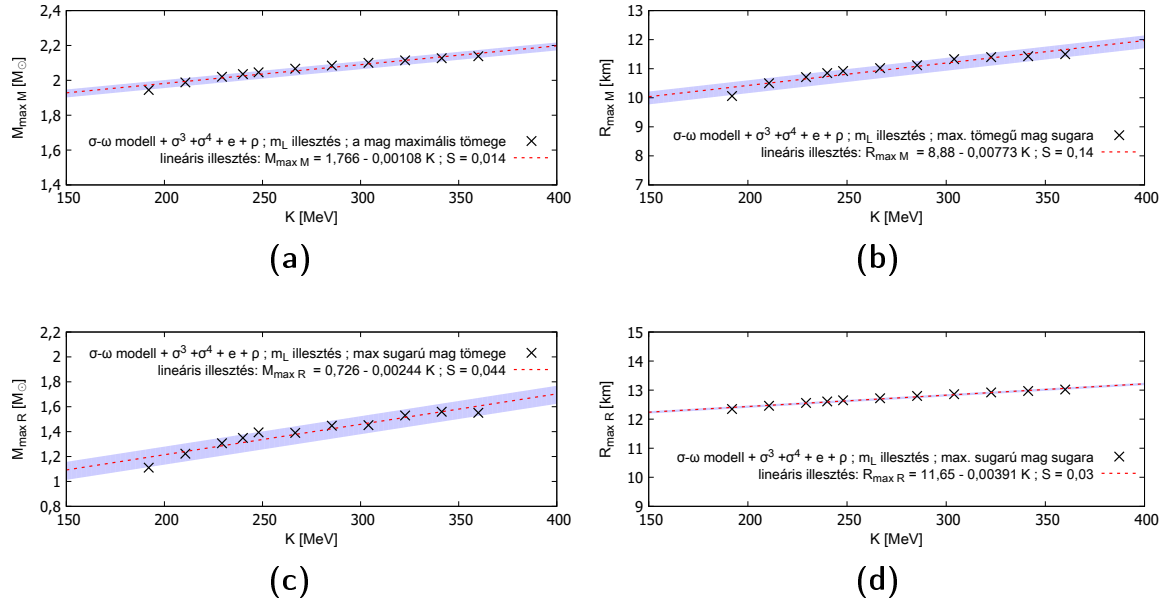 M_max M [M_☉]
2,4
2,2
2
1,8
1,6
1,4
σ-ω modell + σ³ +σ⁴ + e + ρ ; m_L illesztés ; a mag maximális tömege
lineáris illesztés: M_max M = 1,766 - 0,00108 K ; S = 0,014
150 200 250 300 350 400
K [MeV]
(a)
R_max M [km]
13
12
11
10
9
8
7
σ-ω modell + σ³ +σ⁴ + e + ρ ; m_L illesztés ; max. tömegű mag sugara
lineáris illesztés: R_max M = 8,88 - 0,00773 K ; S = 0,14
150 200 250 300 350 400
K [MeV]
(b)
M_max R [M_☉]
2,2
2
1,8
1,6
1,4
1,2
1
0,8
σ-ω modell + σ³ +σ⁴ + e + ρ ; m_L illesztés ; max sugarú mag tömege
lineáris illesztés: M_max R = 0,726 - 0,00244 K ; S = 0,044
150 200 250 300 350 400
K [MeV]
(c)
R_max R [km]
15
14
13
12
11
10
9
σ-ω modell + σ³ +σ⁴ + e + ρ ; m_L illesztés ; max. sugarú mag sugara
lineáris illesztés: R_max R = 11,65 - 0,00391 K ; S = 0,03
150 200 250 300 350 400
K [MeV]
(d)